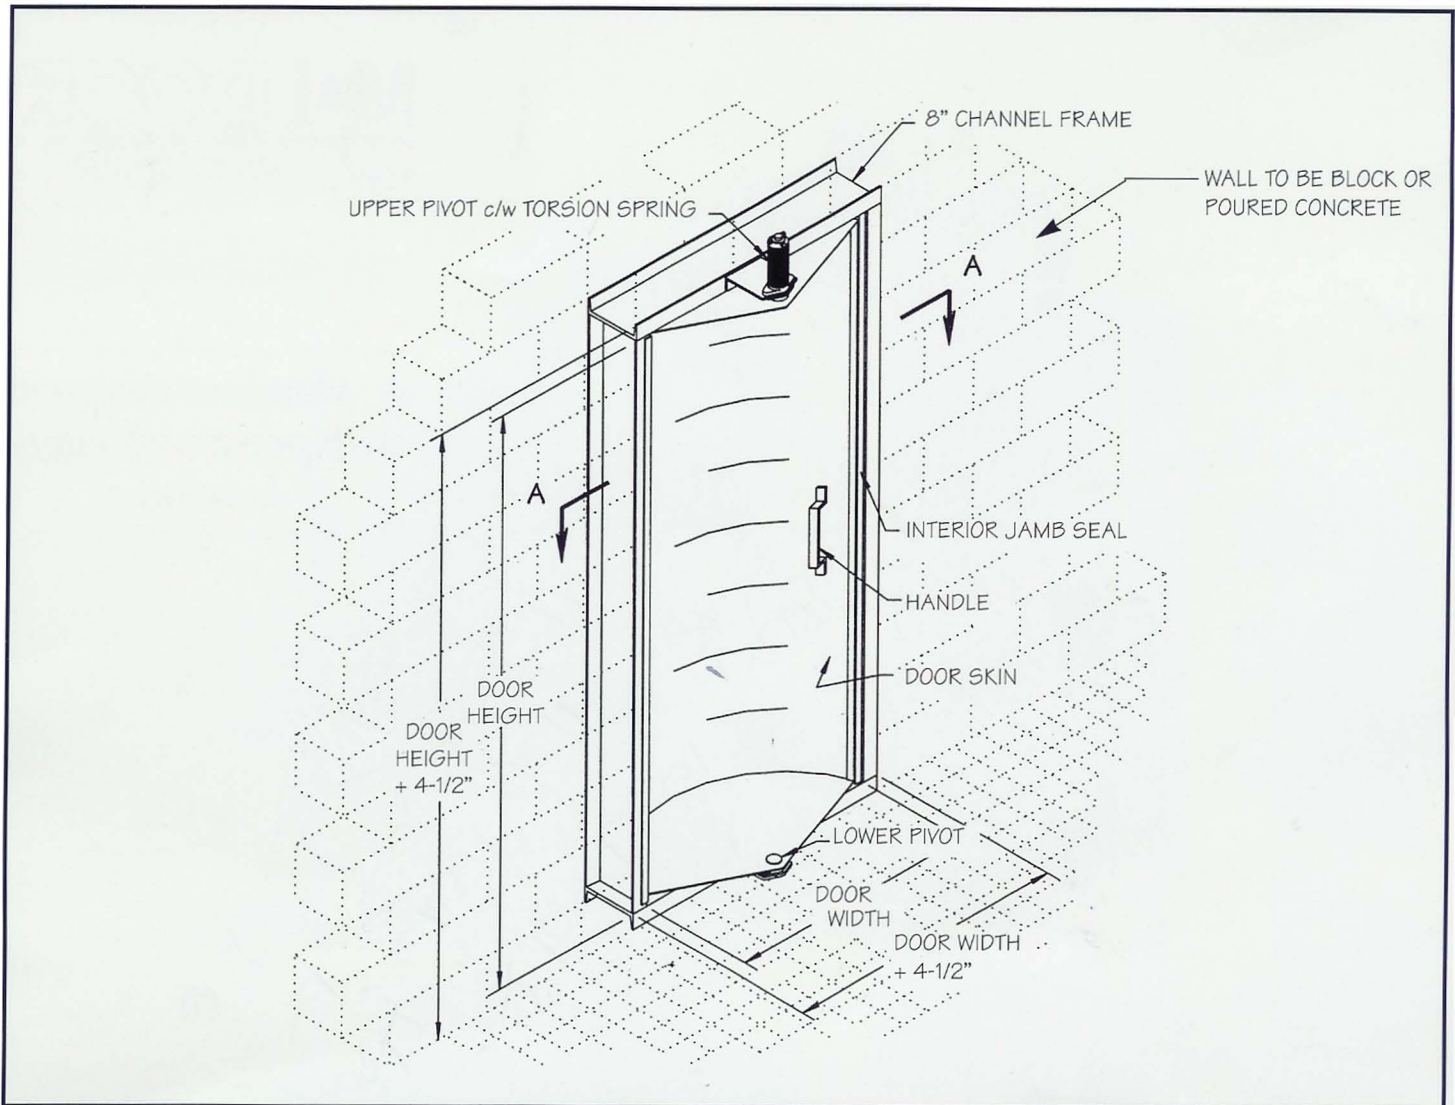 8" CHANNEL FRAME
WALL TO BE BLOCK OR
POURED CONCRETE
UPPER PIVOT c/w TORSION SPRING
A
A
INTERIOR JAMB SEAL
HANDLE
DOOR SKIN
DOOR
HEIGHT
DOOR
HEIGHT
+ 4-1/2"
LOWER PIVOT
DOOR
WIDTH
DOOR WIDTH
+ 4-1/2"